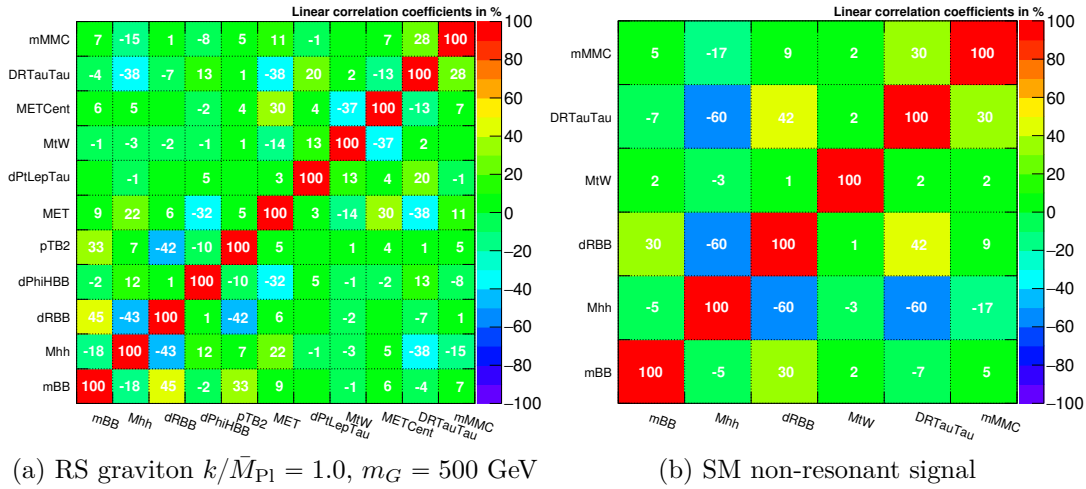 Linear correlation coefficients in %
mMMC 7 -15 1 -8 5 11 -1 7 28 100
DRTauTau -4 -38 -7 13 1 -38 20 2 -13 100 28
METCent 6 5 -2 4 30 4 -37 100 -13 7
MtW -1 -3 -2 -1 1 -14 13 100 -37 2
dPtLepTau -1 5 3 100 13 4 20 -1
MET 9 22 6 -32 5 100 3 -14 30 -38 11
pTB2 33 7 -42 -10 100 5 1 4 1 5
dPhiHBB -2 12 1 100 -10 -32 5 -1 -2 13 -8
dRBB 45 -43 100 1 -42 6 -2 -7 1
Mhh -18 100 -43 12 7 22 -1 -3 5 -38 -15
mBB 100 -18 45 -2 33 9 -1 6 -4 7
mBB Mhh dRBB dPhiHBB pTB2 MET dPtLepTau MtW METCent DRTauTau mMMC
100
80
60
40
20
0
−20
−40
−60
−80
−100
(a) RS graviton k/M̄Pl = 1.0, mG = 500 GeV
Linear correlation coefficients in %
mMMC 5 -17 9 2 30 100
DRTauTau -7 -60 42 2 100 30
MtW 2 -3 1 100 2 2
dRBB 30 -60 100 1 42 9
Mhh -5 100 -60 -3 -60 -17
mBB 100 -5 30 2 -7 5
mBB Mhh dRBB MtW DRTauTau mMMC
100
80
60
40
20
0
−20
−40
−60
−80
−100
(b) SM non-resonant signal